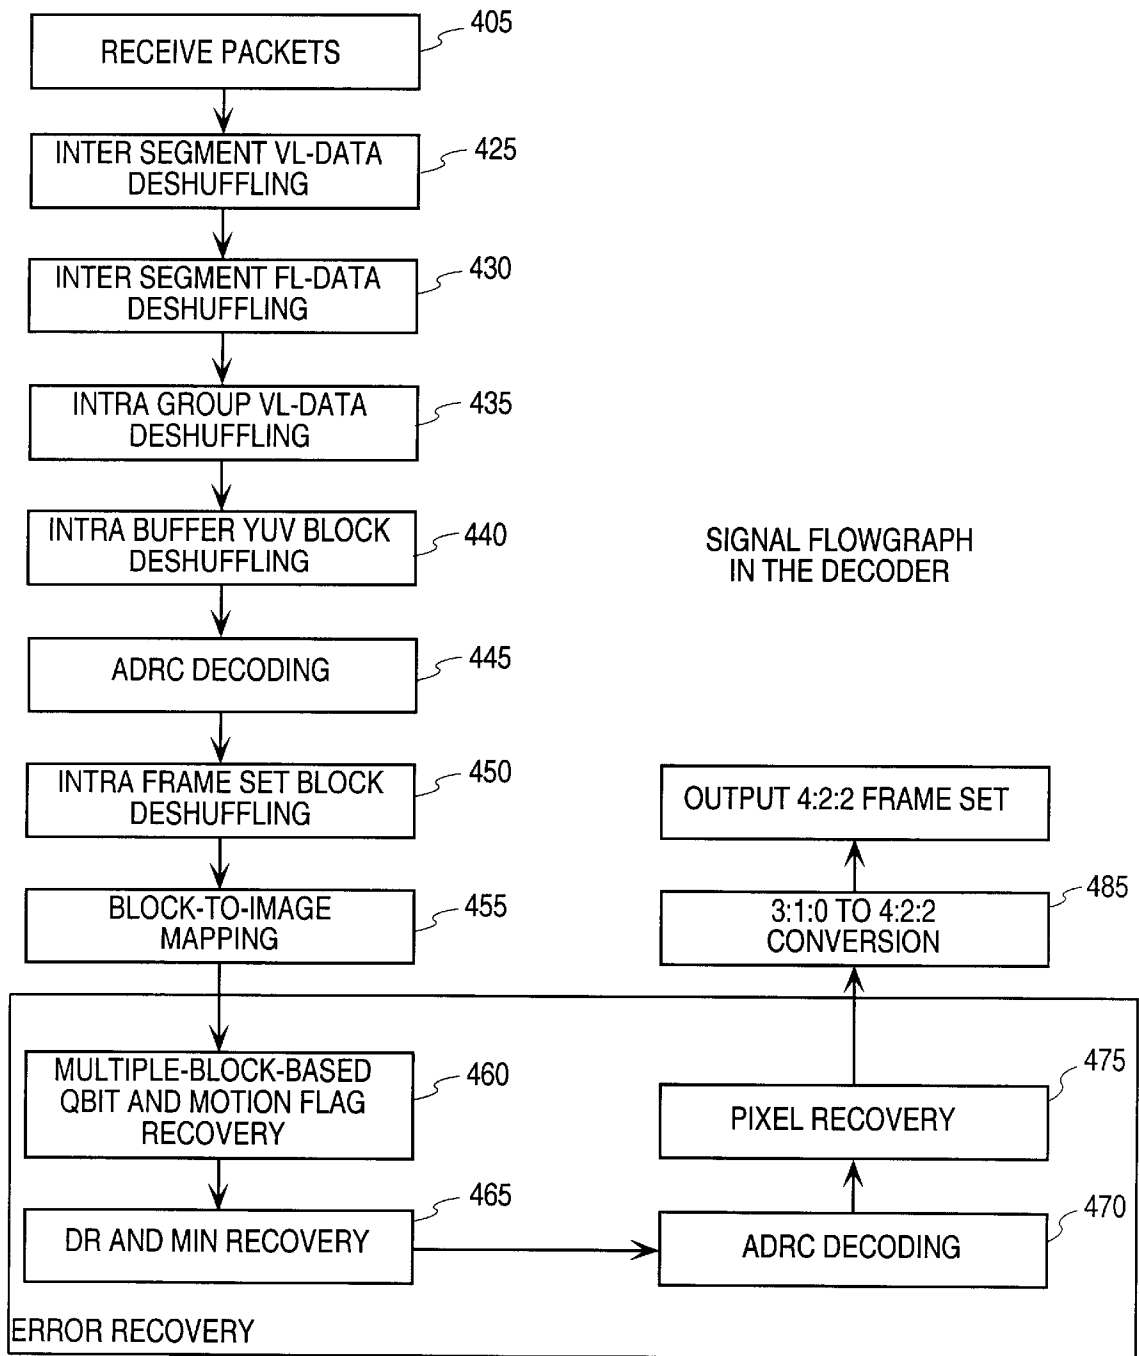 RECEIVE PACKETS
405
INTER SEGMENT VL-DATA
DESHUFFLING
425
INTER SEGMENT FL-DATA
DESHUFFLING
430
INTRA GROUP VL-DATA
DESHUFFLING
435
INTRA BUFFER YUV BLOCK
DESHUFFLING
440
SIGNAL FLOWGRAPH
IN THE DECODER
ADRC DECODING
445
INTRA FRAME SET BLOCK
DESHUFFLING
450
BLOCK-TO-IMAGE
MAPPING
455
MULTIPLE-BLOCK-BASED
QBIT AND MOTION FLAG
RECOVERY
460
DR AND MIN RECOVERY
465
ADRC DECODING
470
PIXEL RECOVERY
475
3:1:0 TO 4:2:2
CONVERSION
485
OUTPUT 4:2:2 FRAME SET
ERROR RECOVERY